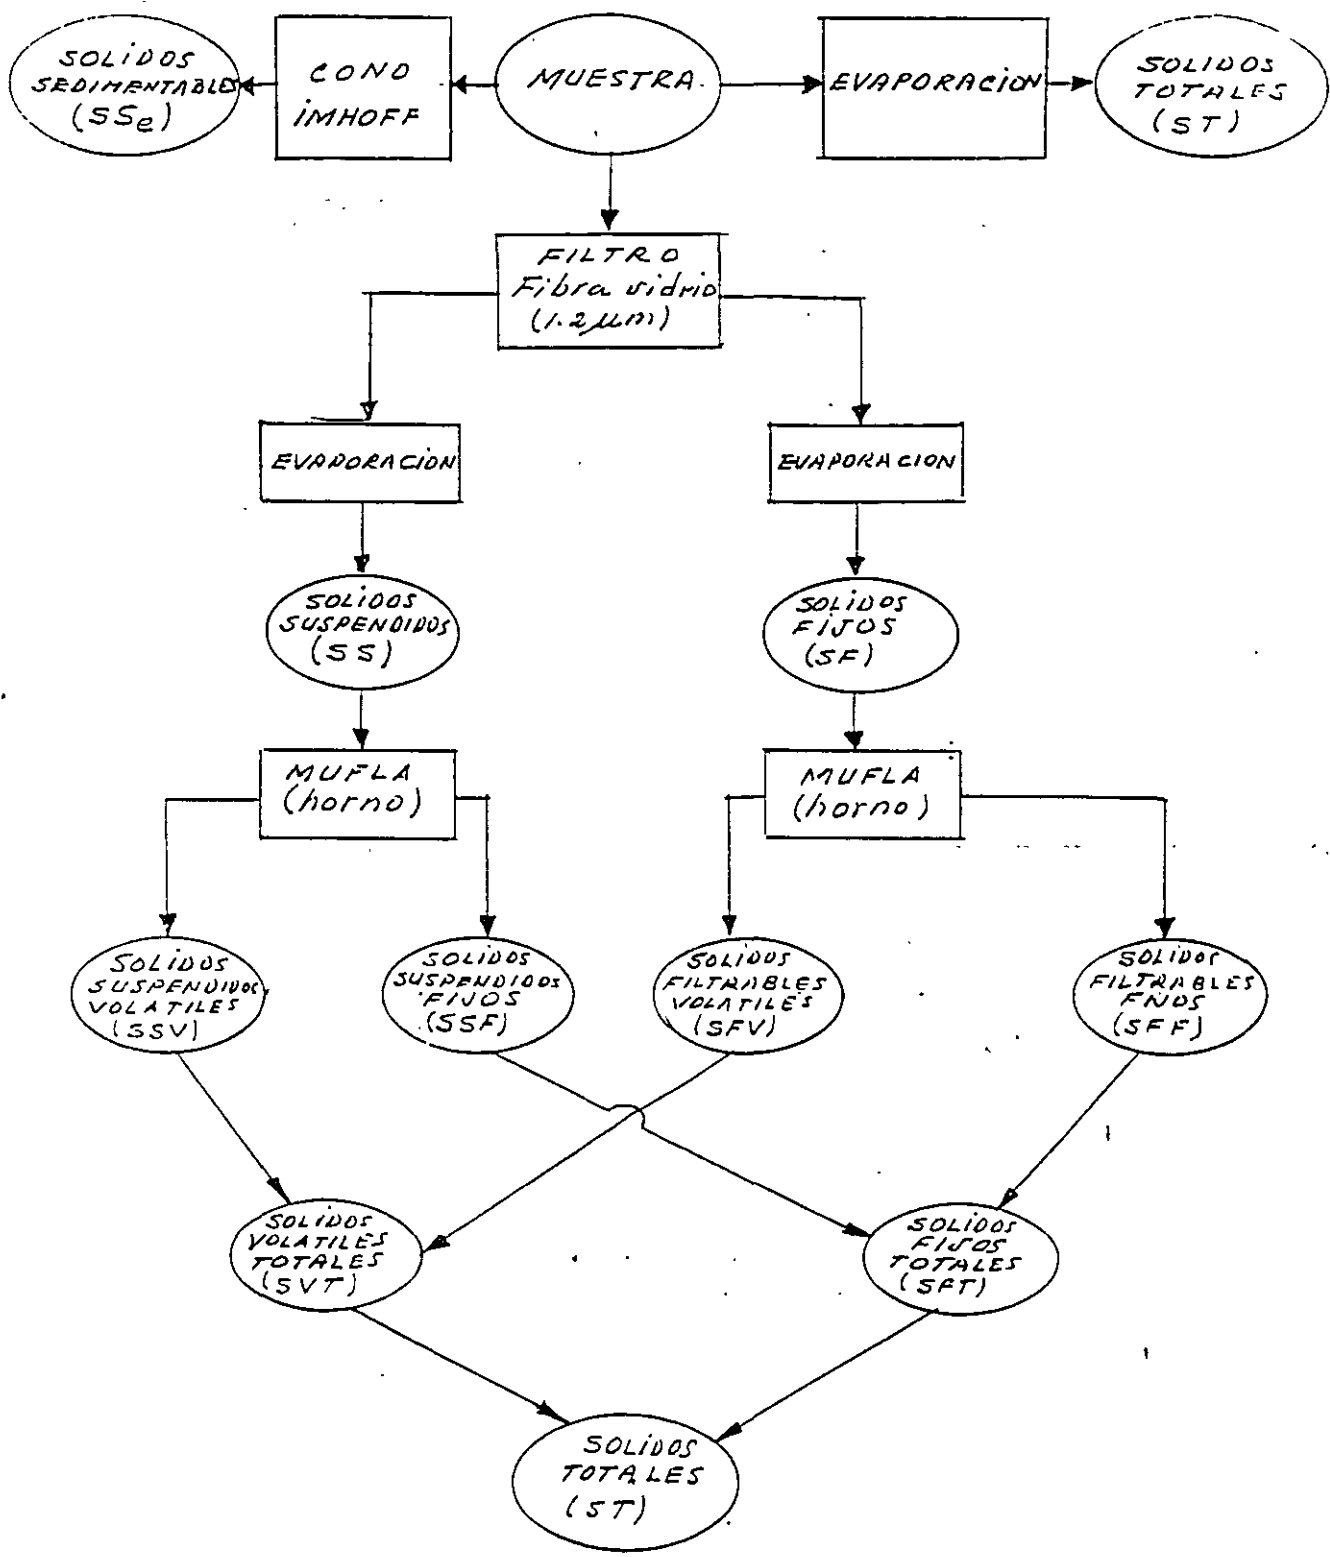 SOLIDOS
SEDIMENTABLES
(SSe)
CONO
IMHOFF
MUESTRA.
EVAPORACION
SOLIDOS
TOTALES
(ST)
FILTRO
Fibra vidrio
(1.2 µm)
EVAPORACION
EVAPORACION
SOLIDOS
SUSPENDIDOS
(SS)
SOLIDOS
FIJOS
(SF)
MUFLA
(horno)
MUFLA
(horno)
SOLIDOS
SUSPENDIDOS
VOLATILES
(SSV)
SOLIDOS
SUSPENDIDOS
FIJOS
(SSF)
SOLIDOS
FILTRABLES
VOLATILES
(SFV)
SOLIDOS
FILTRABLES
FIJOS
(SFF)
SOLIDOS
VOLATILES
TOTALES
(SVT)
SOLIDOS
FIJOS
TOTALES
(SFT)
SOLIDOS
TOTALES
(ST)